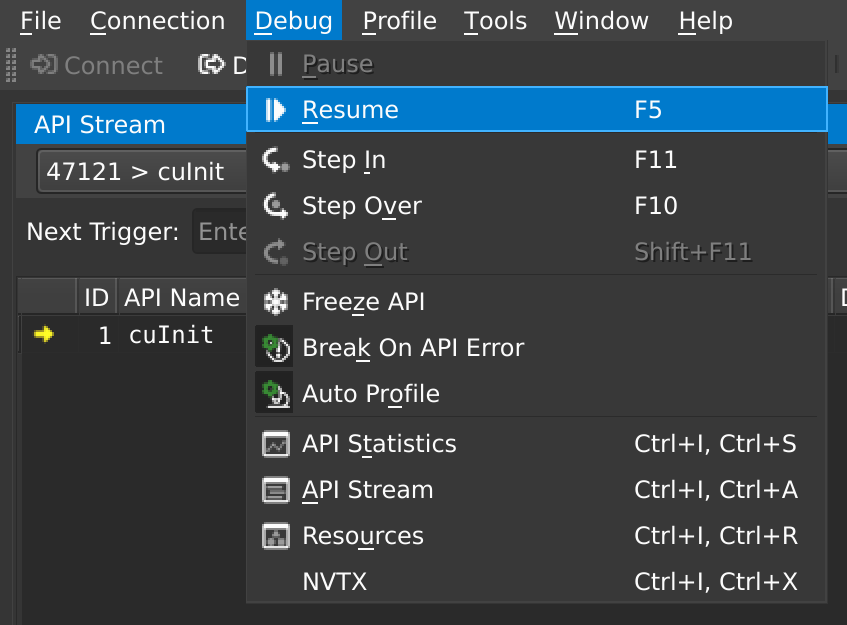 File Connection Debug Profile Tools Window Help
Connect
Pause
Resume F5
API Stream
Step In F11
47121 > cuInit
Step Over F10
Next Trigger:
Step Out Shift+F11
ID API Name
Freeze API
1 cuInit
Break On API Error
Auto Profile
API Statistics Ctrl+I, Ctrl+S
API Stream Ctrl+I, Ctrl+A
Resources Ctrl+I, Ctrl+R
NVTX Ctrl+I, Ctrl+X